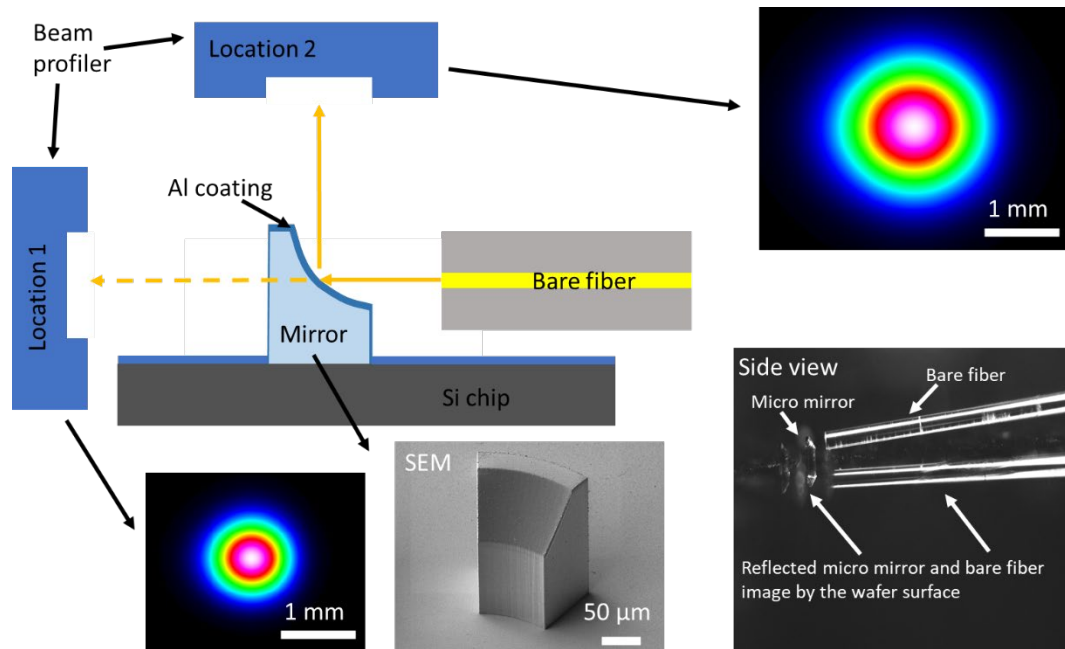 Beam
profiler
Location 2
1 mm
Al coating
Location 1
Bare fiber
Mirror
Si chip
Side view
Bare fiber
Micro mirror
SEM
1 mm
50 μm
Reflected micro mirror and bare fiber
image by the wafer surface